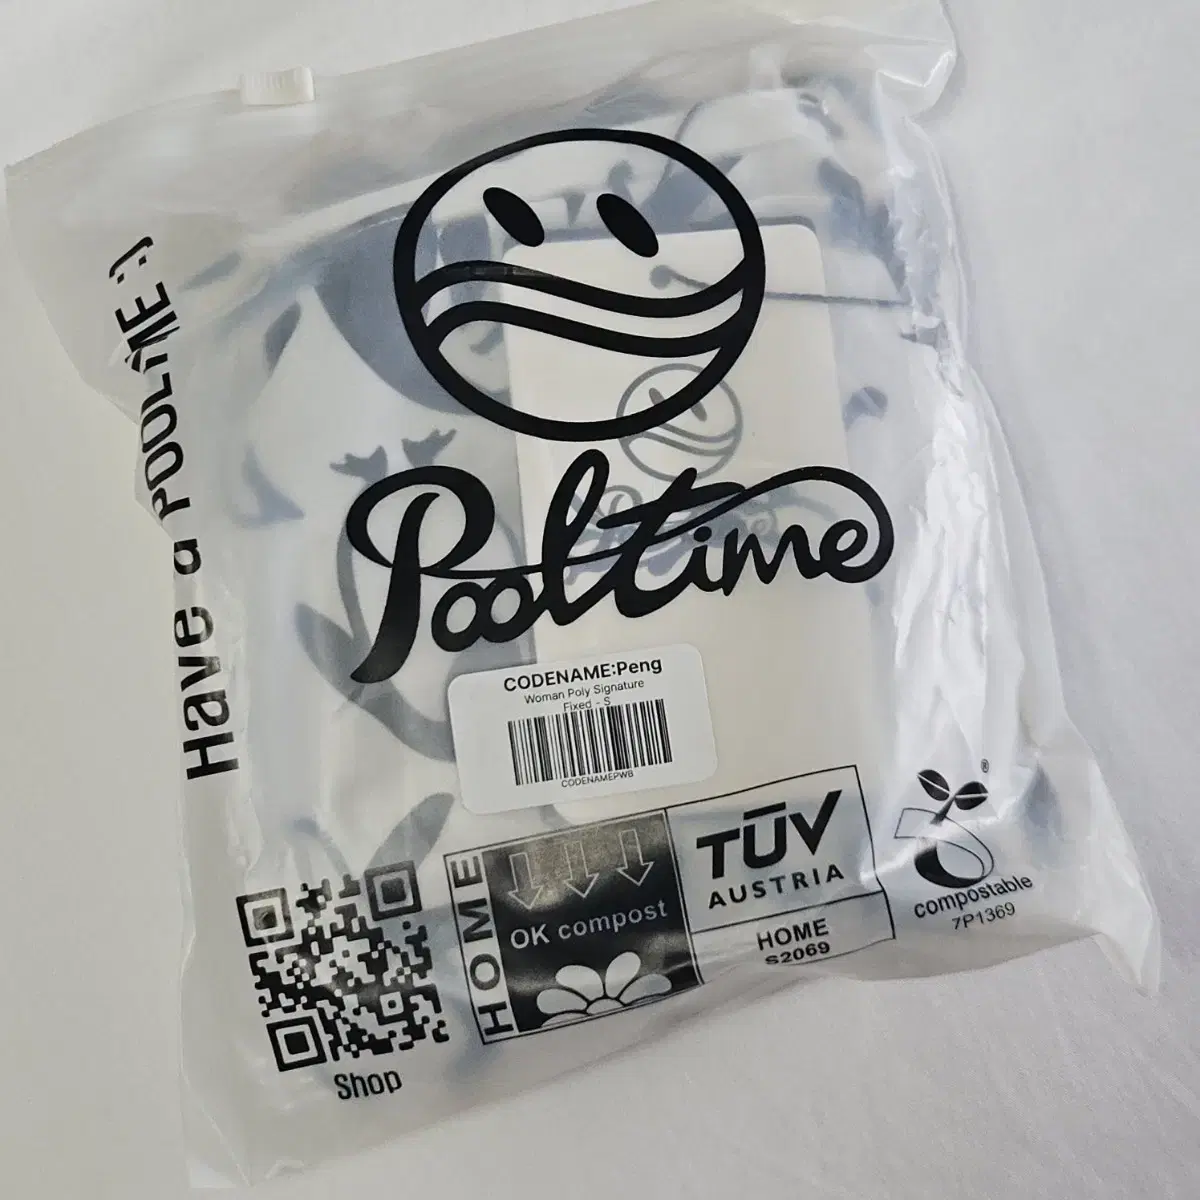 Have a POOLTIME :)
Pooltime
Pooltime
CODENAME:Peng
Woman Poly Signature
Fixed - S
CODENAMEPWB
HOME
OK compost
TÜV
AUSTRIA
HOME
S2069
®
compostable
7P1369
Shop